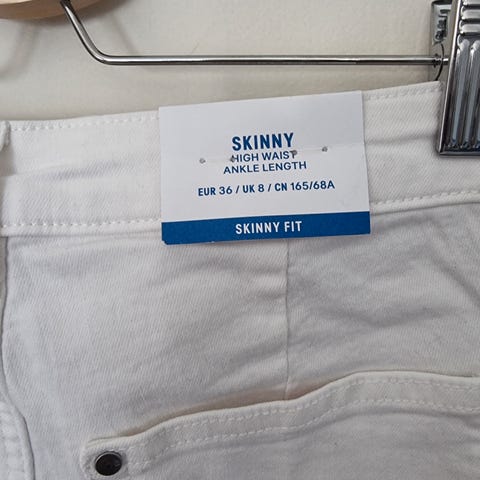 SKINNY
HIGH WAIST
ANKLE LENGTH
EUR 36 / UK 8 / CN 165/68A
SKINNY FIT